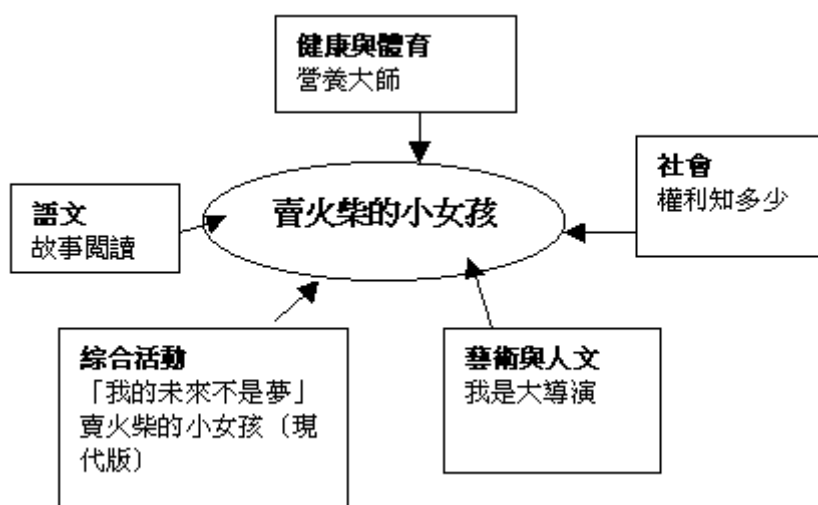 健康與體育
營養大師
社會
權利知多少
賣火柴的小女孩
語文
故事閱讀
綜合活動
「我的未來不是夢」
賣火柴的小女孩〔現
代版〕
藝術與人文
我是大導演